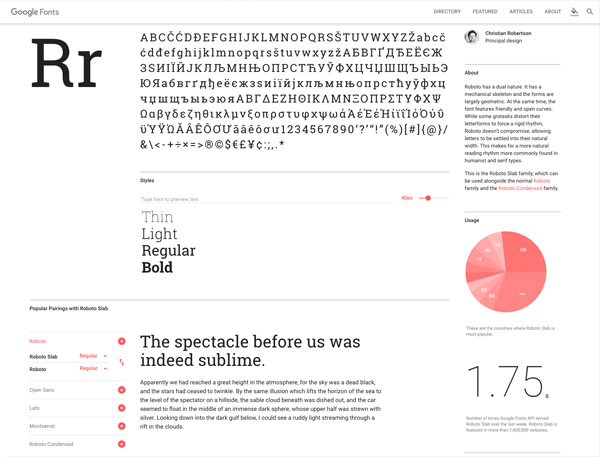 Google Fonts
DIRECTORY FEATURED ARTICLES ABOUT
Rr
ABCČĆDĐEFGHIJKLMNOPQRSŠTUVWXYZŽabcč
ćdđefghijklmnopqrsštuvwxyzžАБВГҐДЂЕЁЄЖ
ЗЅИІЇЙЈКЛЉМНЊОПРСТЋУЎФХЦЧЏШЩЪЫЬЭ
ЮЯабвгґдђеёєжзѕиіїйјклљмнњопрстћуўфхц
чџшщъыьэюяΑΒΓΔΕΖΗΘΙΚΛΜΝΞΟΠΡΣΤΥΦΧΨ
1234567890‘?’“!”(%)[#]{@}/
&\<-+÷×=>®©$€£¥¢:;,.*
Christian Robertson
Principal design
About
Roboto has a dual nature. It has a
mechanical skeleton and the forms are
largely geometric. At the same time, the
font features friendly and open curves.
While some grotesks distort their
letterforms to force a rigid rhythm,
Roboto doesn't compromise, allowing
letters to be settled into their natural
width. This makes for a more natural
reading rhythm more commonly found in
humanist and serif types.
This is the Roboto Slab family, which can
be used alongside the normal Roboto
family and the Roboto Condensed family.
Styles
Type here to preview text
40px
Thin
Light
Regular
Bold
Usage
US
These are the countries where Roboto Slab is
most popular.
1.75 B
Number of times Google Fonts API served
Roboto Slab over the last week. Roboto Slab is
featured in more than 1,600,000 websites.
Popular Pairings with Roboto Slab
Roboto
Roboto Slab Regular
Roboto Regular
Open Sans
Lato
Montserrat
Roboto Condensed
The spectacle before us was
indeed sublime.
Apparently we had reached a great height in the atmosphere, for the sky was a dead black,
and the stars had ceased to twinkle. By the same illusion which lifts the horizon of the sea to
the level of the spectator on a hillside, the sable cloud beneath was dished out, and the car
seemed to float in the middle of an immense dark sphere, whose upper half was strewn with
silver. Looking down into the dark gulf below, I could see a ruddy light streaming through a
rift in the clouds.